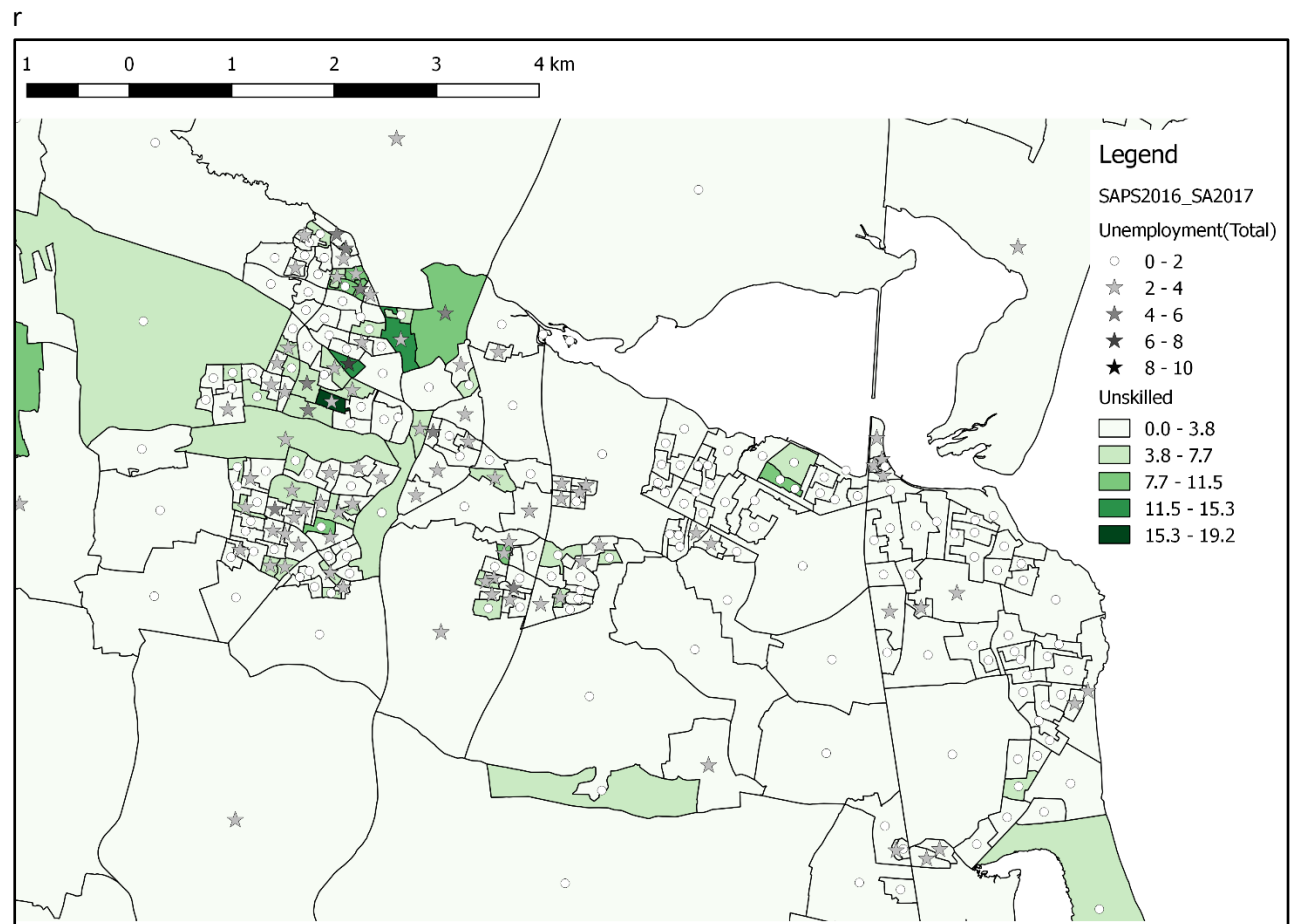 r
1 0 1 2 3 4 km
Legend
SAPS2016_SA2017
Unemployment(Total)
0 - 2
2 - 4
4 - 6
6 - 8
8 - 10
Unskilled
0.0 - 3.8
3.8 - 7.7
7.7 - 11.5
11.5 - 15.3
15.3 - 19.2